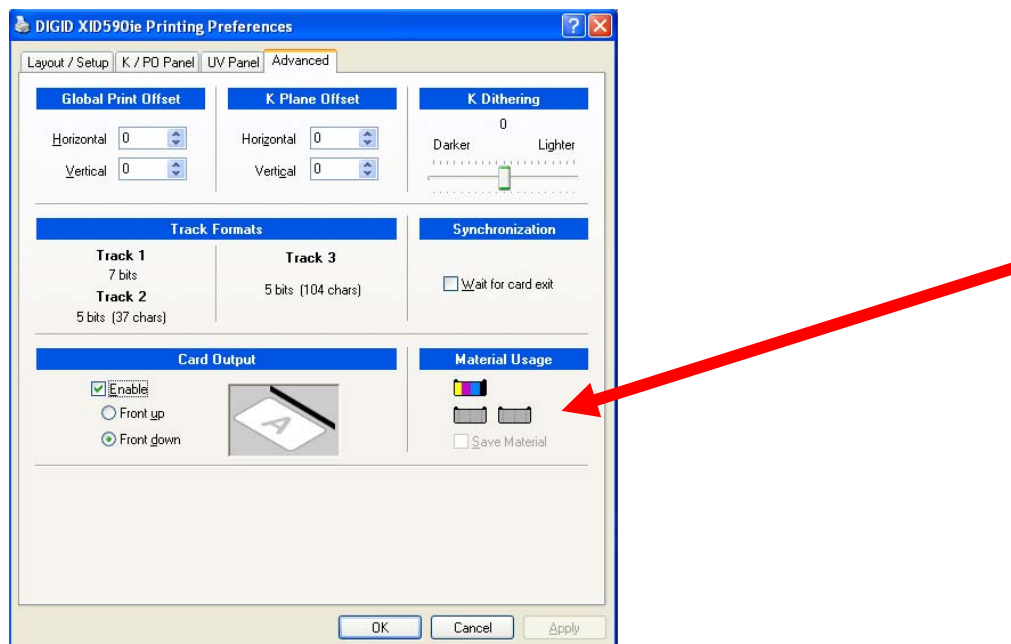 DIGID XID590ie Printing Preferences
Layout / Setup K / PO Panel UV Panel Advanced
Global Print Offset K Plane Offset K Dithering
0
Horizontal 0 Horizontal 0 Darker Lighter
Vertical 0 Vertical 0
Track Formats Synchronization
Track 1 Track 3
7 bits
5 bits (104 chars) Wait for card exit
Track 2
5 bits (37 chars)
Card Output Material Usage
Enable
Front up
A
Front down Save Material
OK Cancel Apply